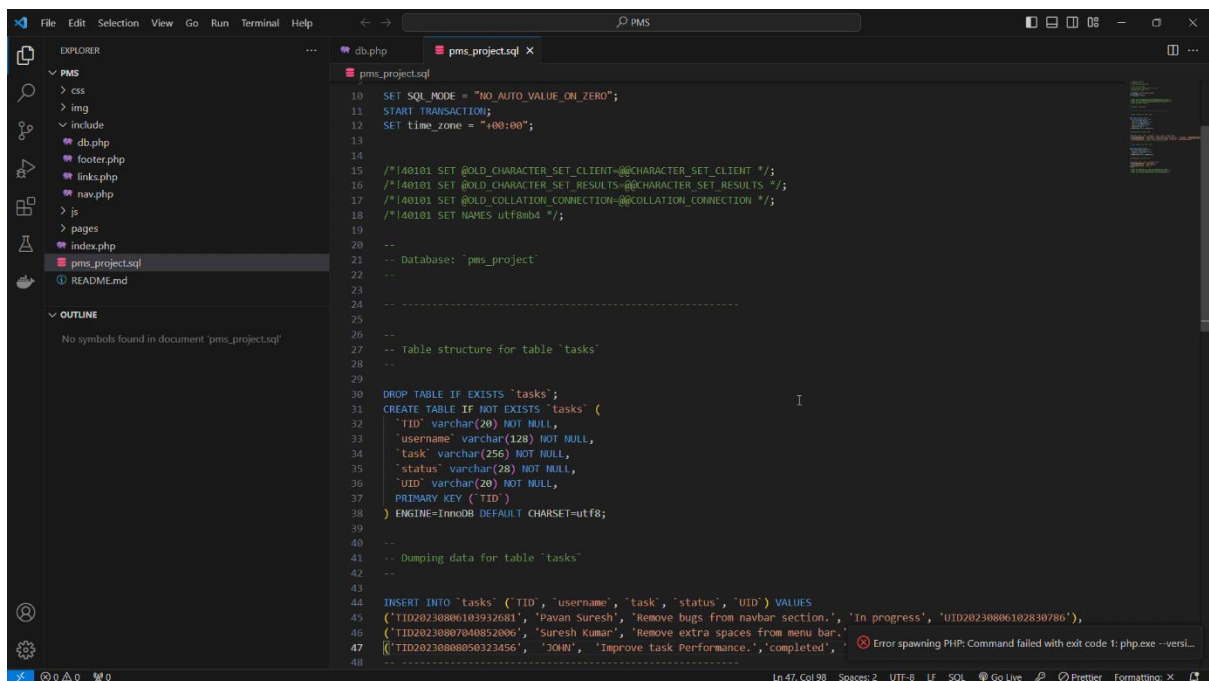 File Edit Selection View Go Run Terminal Help
PMS
EXPLORER
db.php
pms_project.sql
PMS
pms_project.sql
css
img
include
db.php
footer.php
links.php
nav.php
js
pages
index.php
pms_project.sql
README.md
OUTLINE
No symbols found in document 'pms_project.sql'
10 SET SQL_MODE = "NO_AUTO_VALUE_ON_ZERO";
11 START TRANSACTION;
12 SET time_zone = "+00:00";
13
14
15 /*!40101 SET @OLD_CHARACTER_SET_CLIENT=@@CHARACTER_SET_CLIENT */;
16 /*!40101 SET @OLD_CHARACTER_SET_RESULTS=@@CHARACTER_SET_RESULTS */;
17 /*!40101 SET @OLD_COLLATION_CONNECTION=@@COLLATION_CONNECTION */;
18 /*!40101 SET NAMES utf8mb4 */;
19
20 --
21 -- Database: `pms_project`
22 --
23
24 -- --------------------------------------------------------
25
26 --
27 -- Table structure for table `tasks`
28 --
29
30 DROP TABLE IF EXISTS `tasks`;
31 CREATE TABLE IF NOT EXISTS `tasks` (
32 `TID` varchar(20) NOT NULL,
33 `username` varchar(128) NOT NULL,
34 `task` varchar(256) NOT NULL,
35 `status` varchar(28) NOT NULL,
36 `UID` varchar(20) NOT NULL,
37 PRIMARY KEY (`TID`)
38 ) ENGINE=InnoDB DEFAULT CHARSET=utf8;
39
40 --
41 -- Dumping data for table `tasks`
42 --
43
44 INSERT INTO `tasks` (`TID`, `username`, `task`, `status`, `UID`) VALUES
45 ('TID20230806103932681', 'Pavan Suresh', 'Remove bugs from navbar section.', 'In progress', 'UID20230806102830786'),
46 ('TID20230807040852006', 'Suresh Kumar', 'Remove extra spaces from menu bar.'
47 ('TID20230808050323456', 'JOHN', 'Improve task Performance.','completed', '
48 -- --------------------------------------------------------
Error spawning PHP: Command failed with exit code 1: php.exe --versi...
0 0 0 Ln 47, Col 98 Spaces: 2 UTF-8 LF SQL Go Live Prettier Formatting: ×